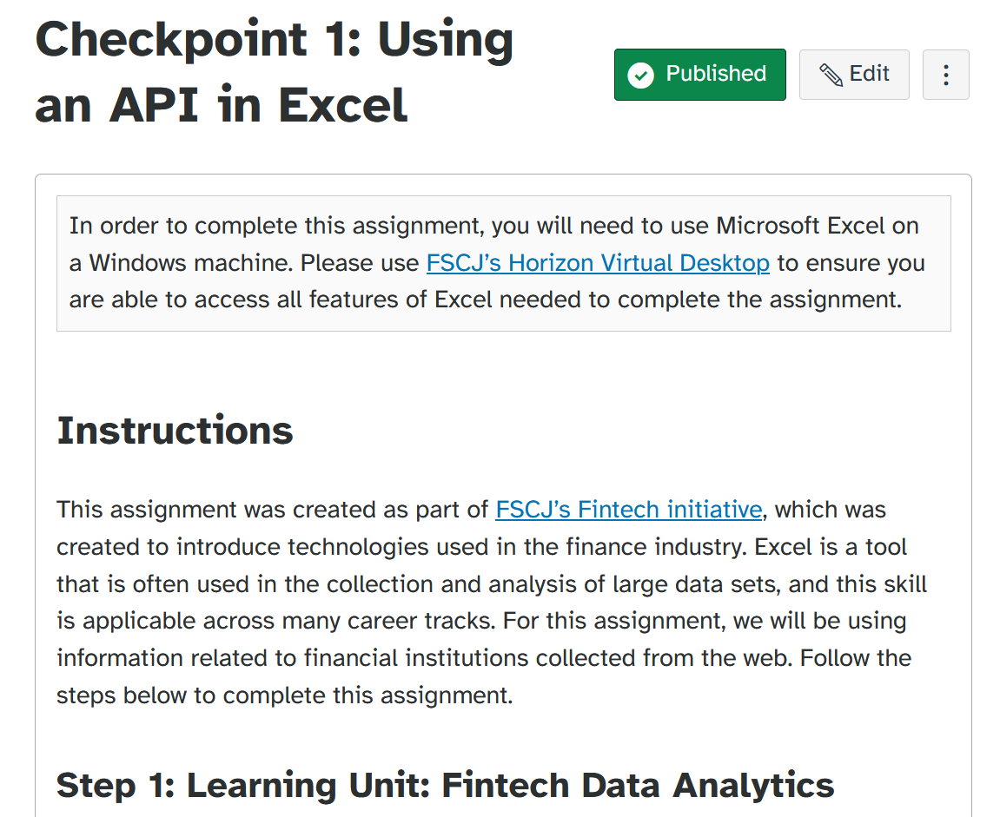 Checkpoint 1: Using
an API in Excel
Published
Edit
In order to complete this assignment, you will need to use Microsoft Excel on
a Windows machine. Please use FSCJ’s Horizon Virtual Desktop to ensure you
are able to access all features of Excel needed to complete the assignment.
Instructions
This assignment was created as part of FSCJ’s Fintech initiative, which was
created to introduce technologies used in the finance industry. Excel is a tool
that is often used in the collection and analysis of large data sets, and this skill
is applicable across many career tracks. For this assignment, we will be using
information related to financial institutions collected from the web. Follow the
steps below to complete this assignment.
Step 1: Learning Unit: Fintech Data Analytics